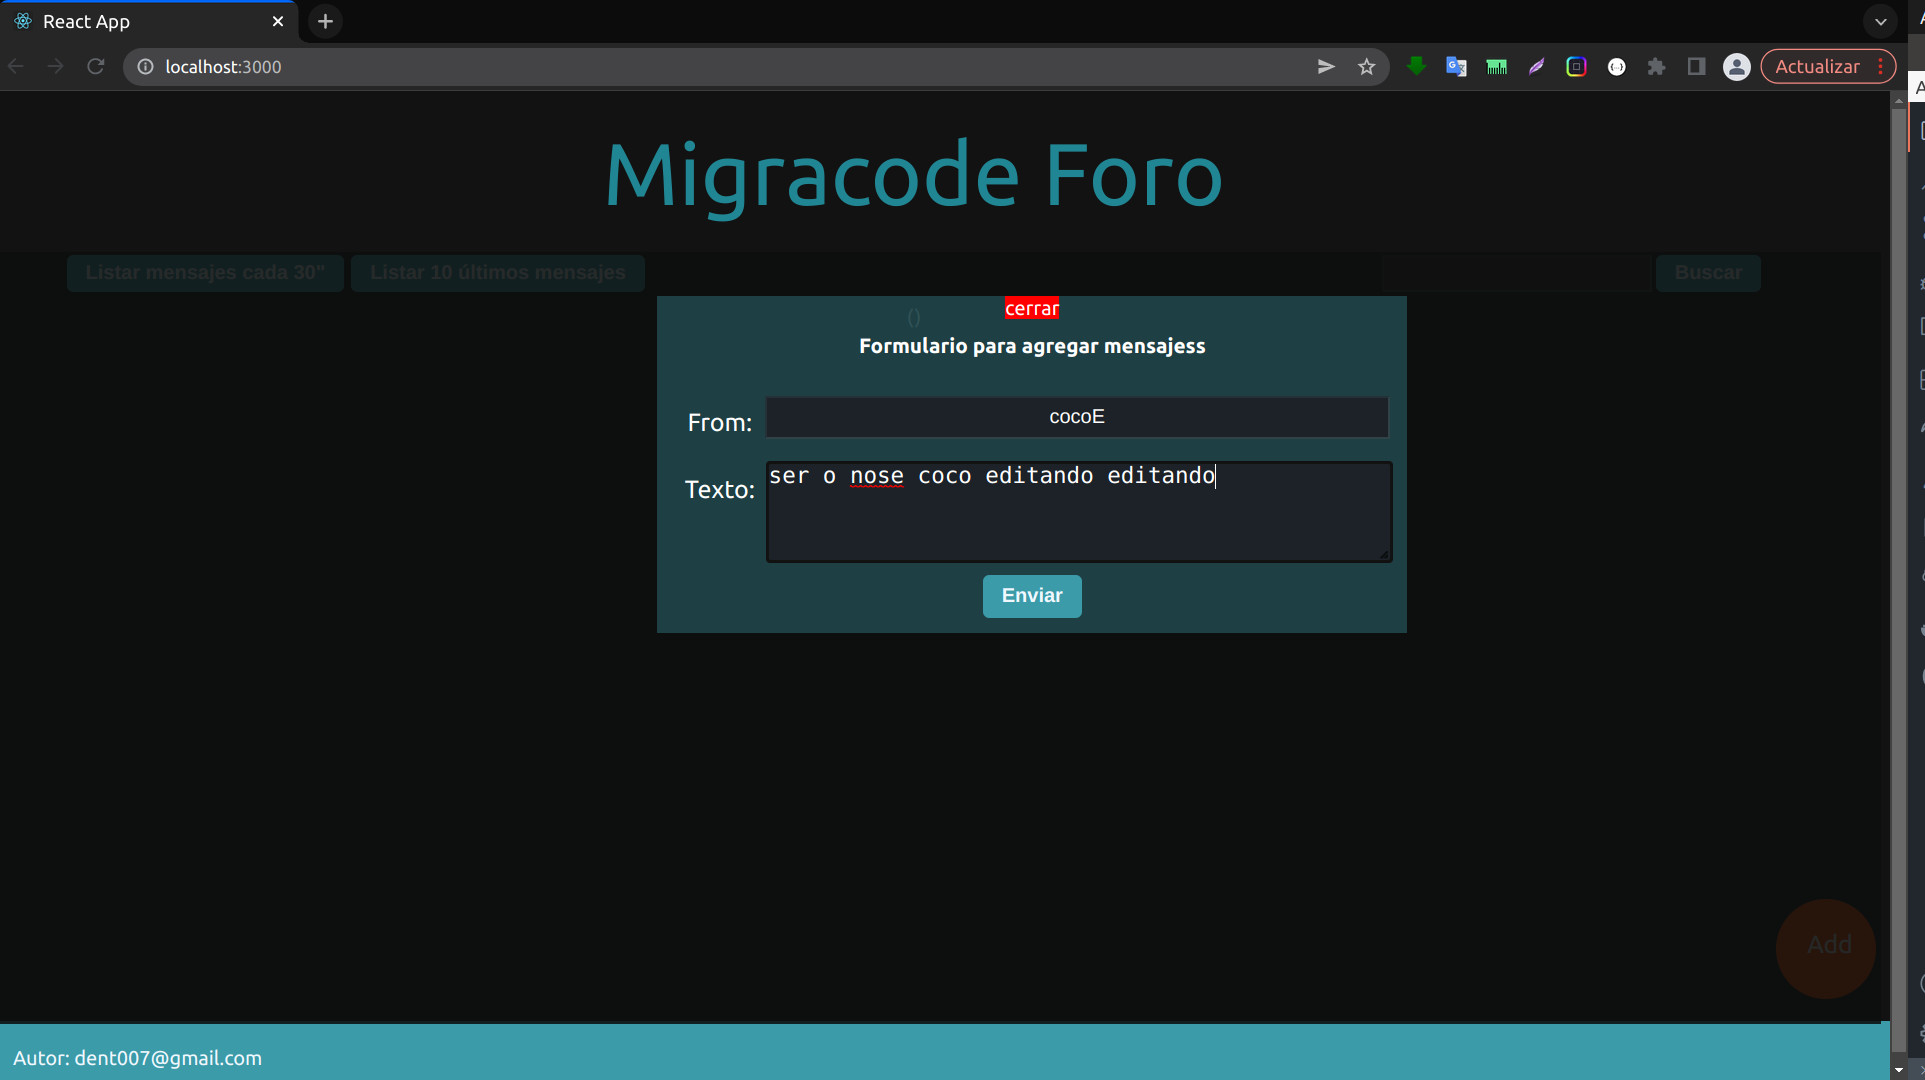 React App
localhost:3000
Actualizar
Migracode Foro
Listar mensajes cada 30"
Listar 10 últimos mensajes
Buscar
()
cerrar
Formulario para agregar mensajess
From:
cocoE
Texto:
ser o nose coco editando editando
Enviar
Add
Autor: dent007@gmail.com